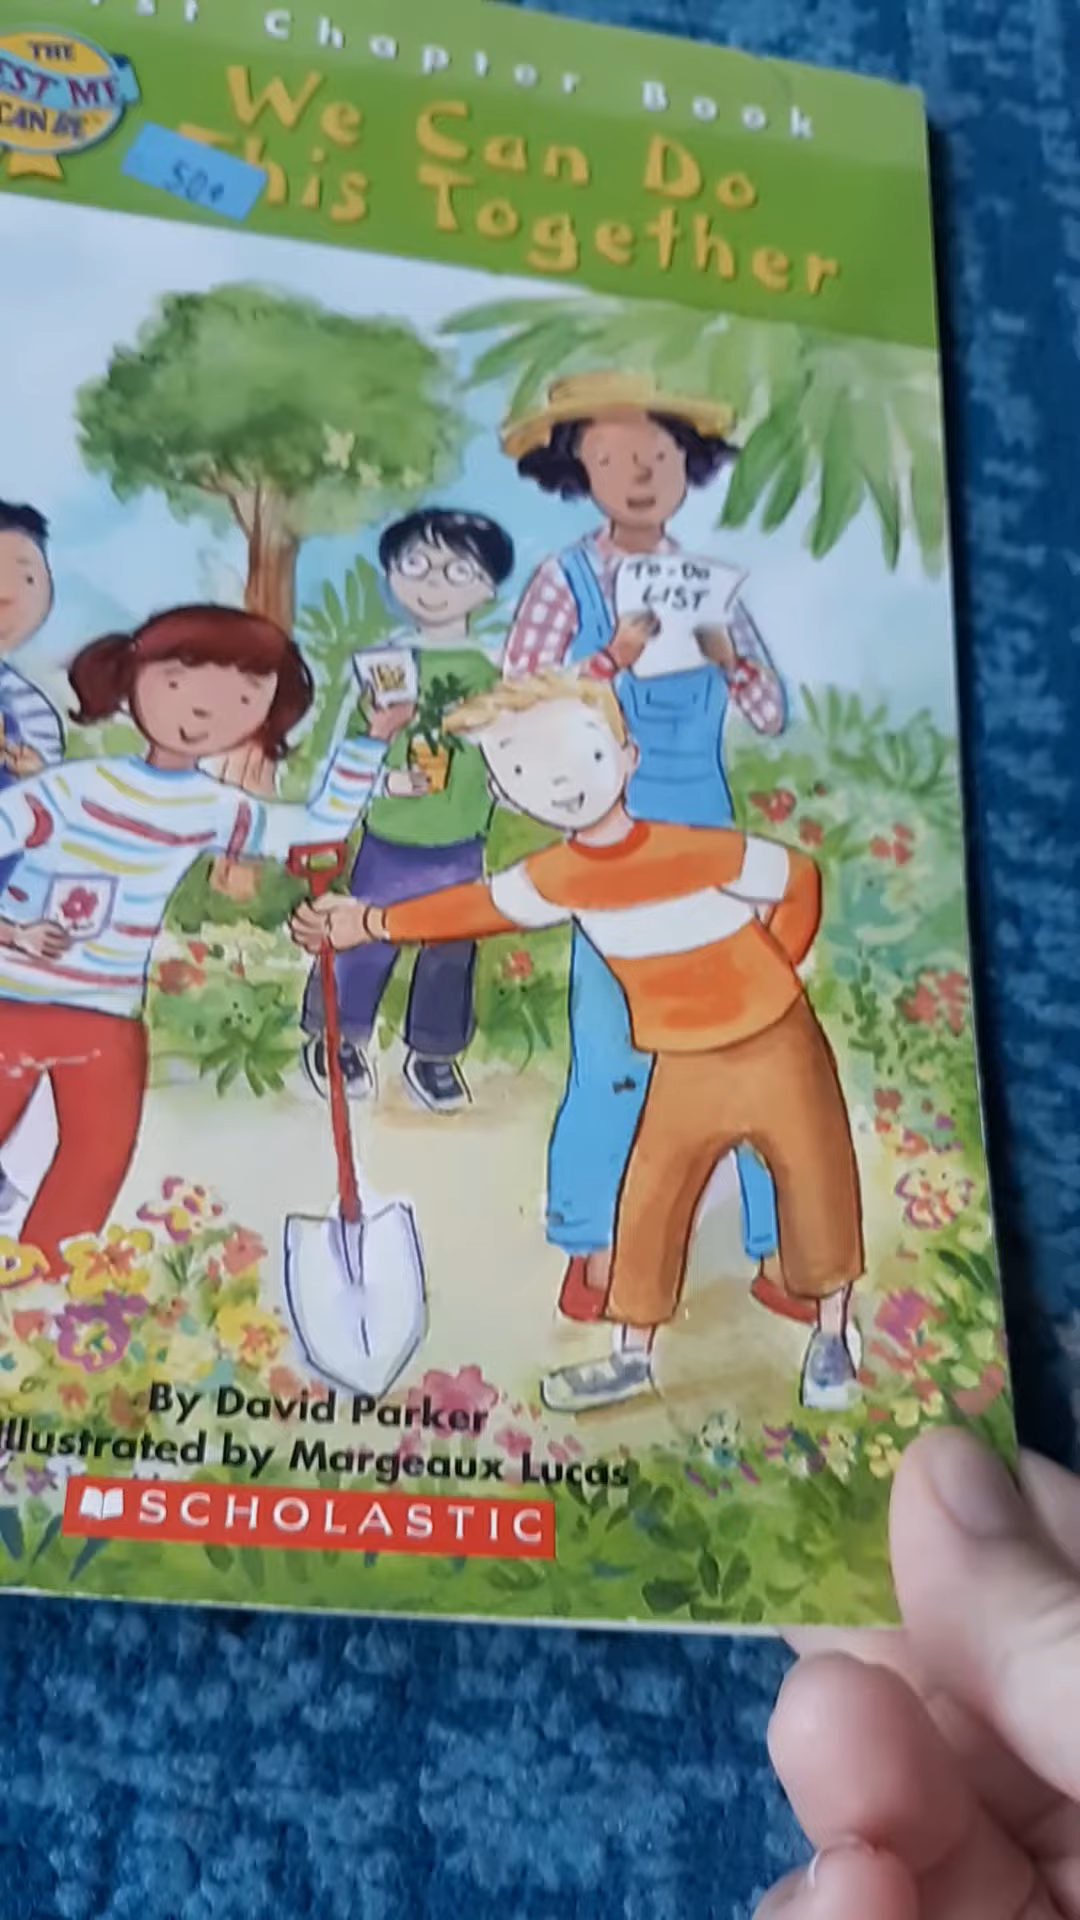 Chapter Book
THE
EST ME
CAN BE
We Can Do
This Together
50¢
TO-DO
LIST
By David Parker
Illustrated by Margeaux Lucas
SCHOLASTIC